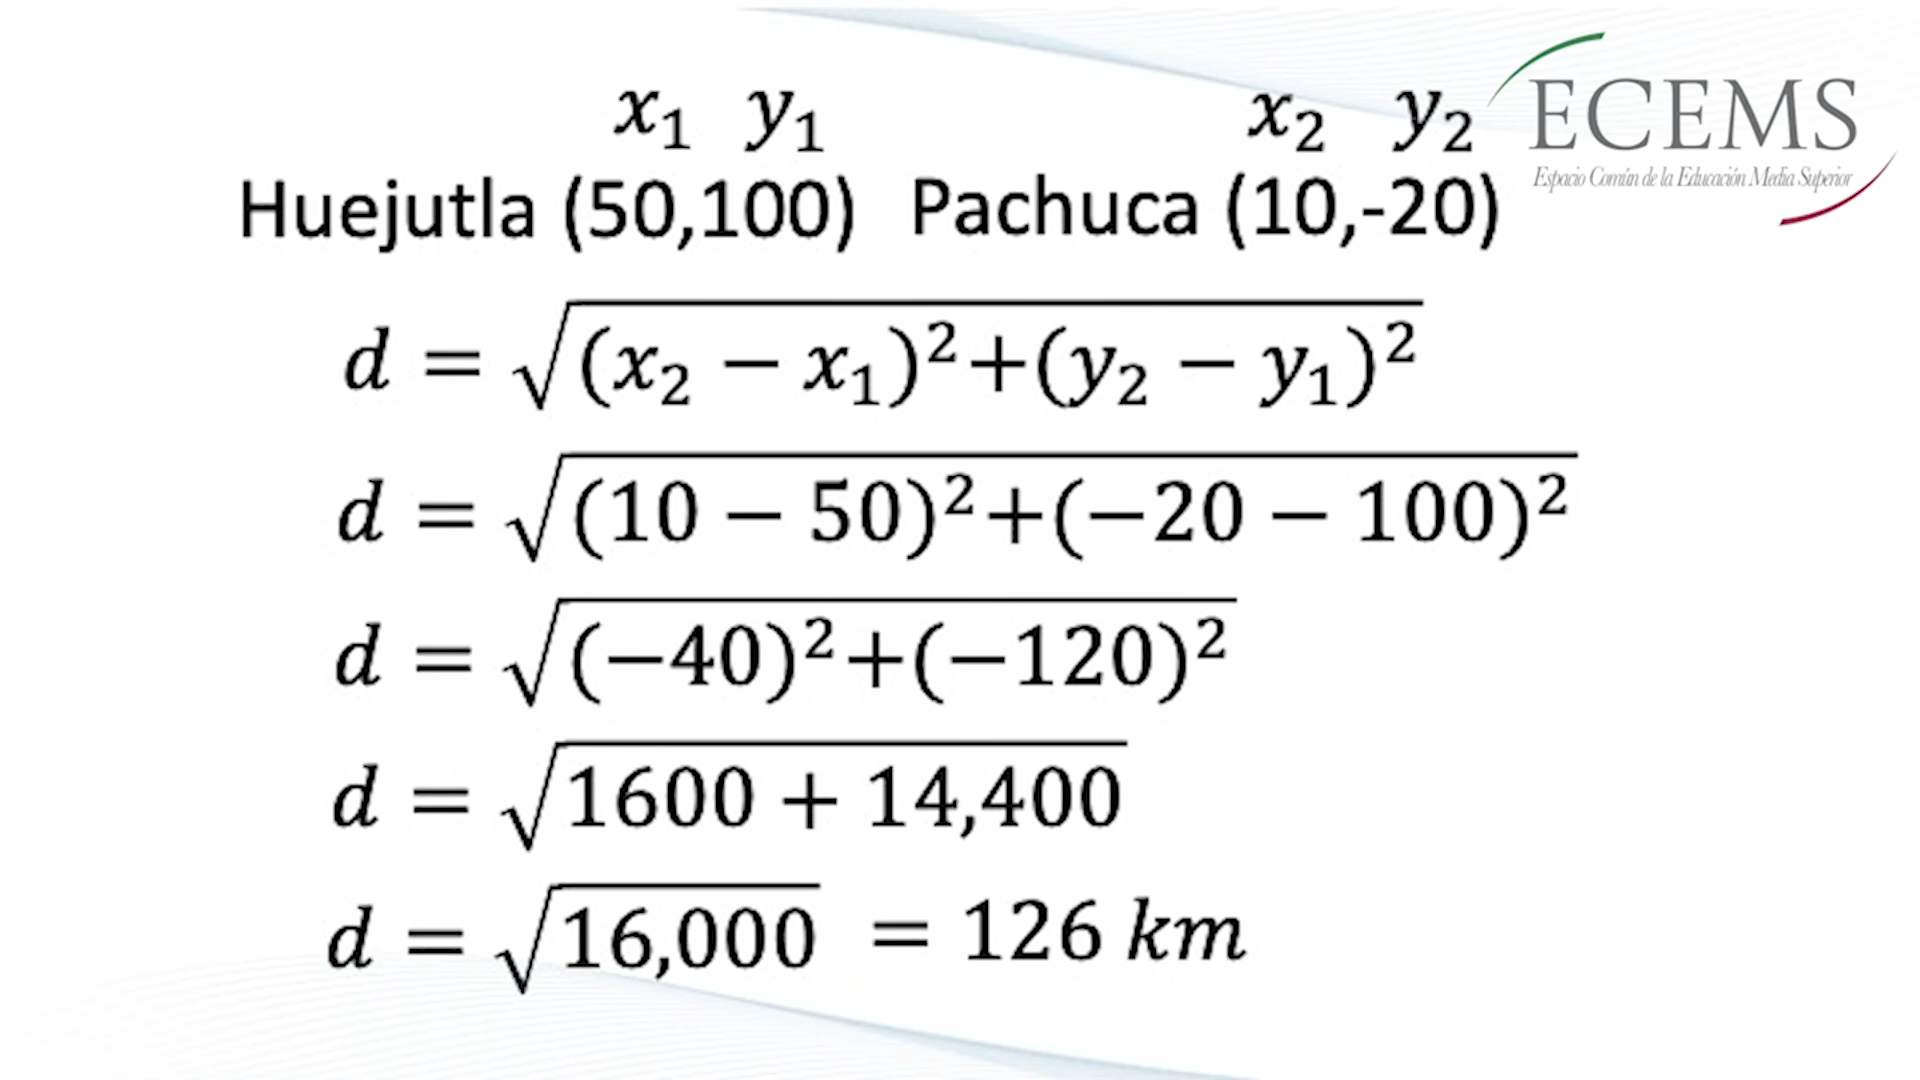 x₁ y₁ x₂ y₂
ECEMS
Espacio Común de la Educación Media Superior
Huejutla (50,100) Pachuca (10,-20)
d = √(x₂ − x₁)²+(y₂ − y₁)²
d = √(10 − 50)²+(−20 − 100)²
d = √(−40)²+(−120)²
d = √1600 + 14,400
d = √16,000 = 126 km